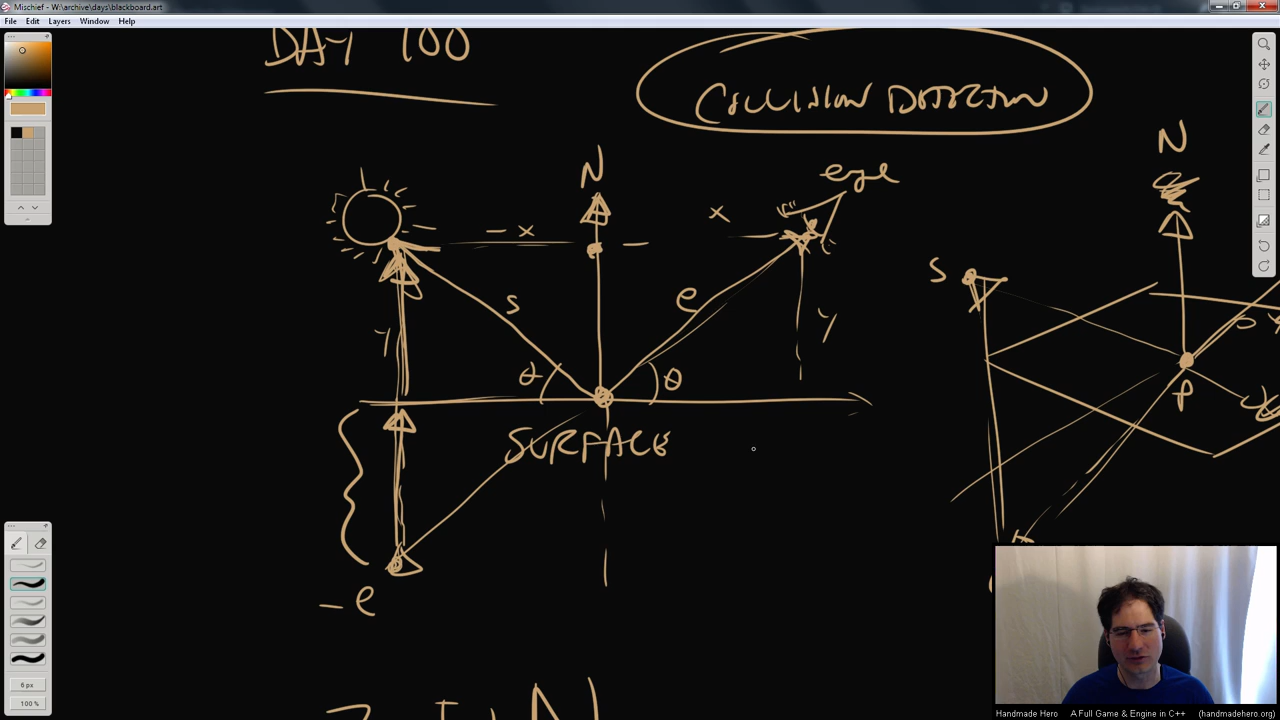 Mischief - W:\archive\days\blackboard.art
File Edit Layers Window Help
DAY 100
COLLISION DETECTION
N
eye
N
- x
x
S
s
e
y
y
θ
θ
P
SURFACE
- e
6 px
100 %
Handmade Hero A Full Game & Engine in C++ (handmadehero.org)